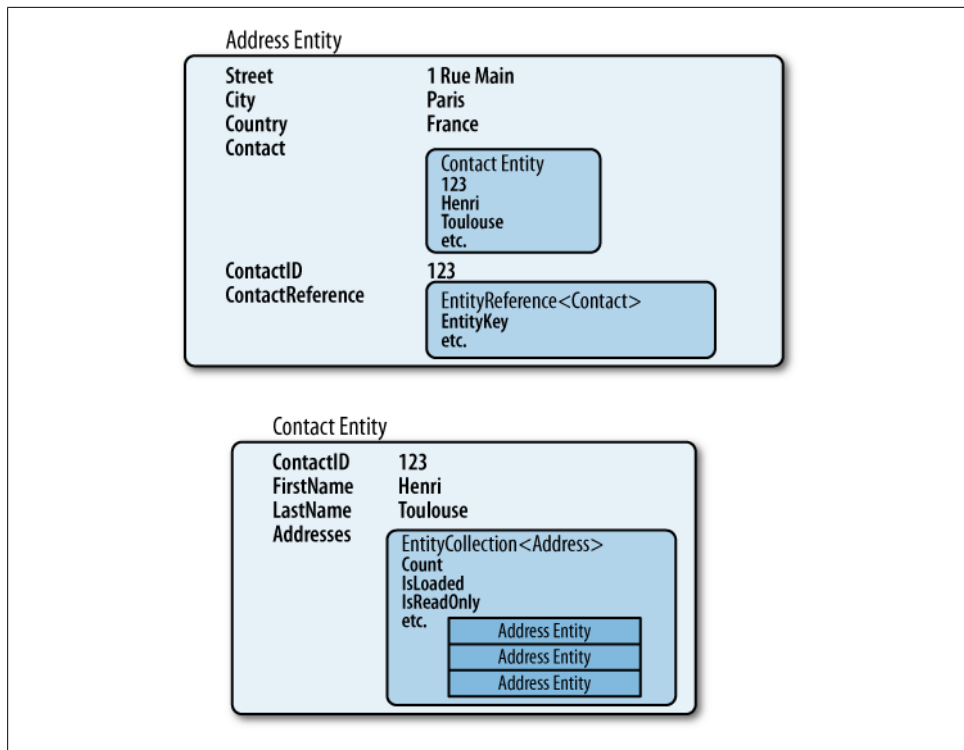 Address Entity
Street 1 Rue Main
City Paris
Country France
Contact
Contact Entity
123
Henri
Toulouse
etc.
ContactID 123
ContactReference
EntityReference<Contact>
EntityKey
etc.
Contact Entity
ContactID 123
FirstName Henri
LastName Toulouse
Addresses
EntityCollection<Address>
Count
IsLoaded
IsReadOnly
etc.
Address Entity
Address Entity
Address Entity